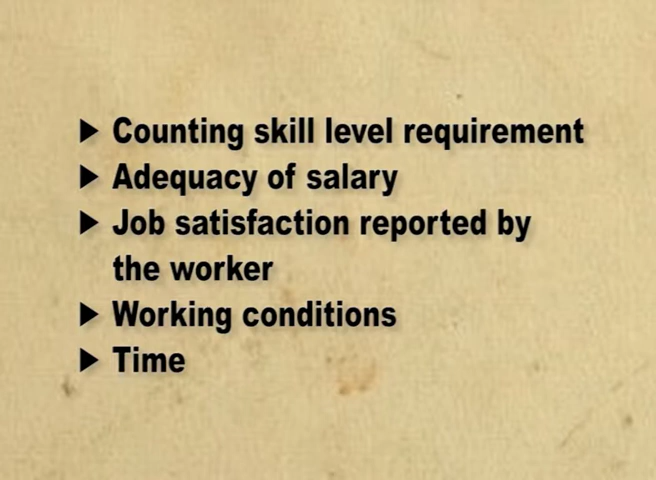 ▶ Counting skill level requirement
▶ Adequacy of salary
▶ Job satisfaction reported by
the worker
▶ Working conditions
▶ Time